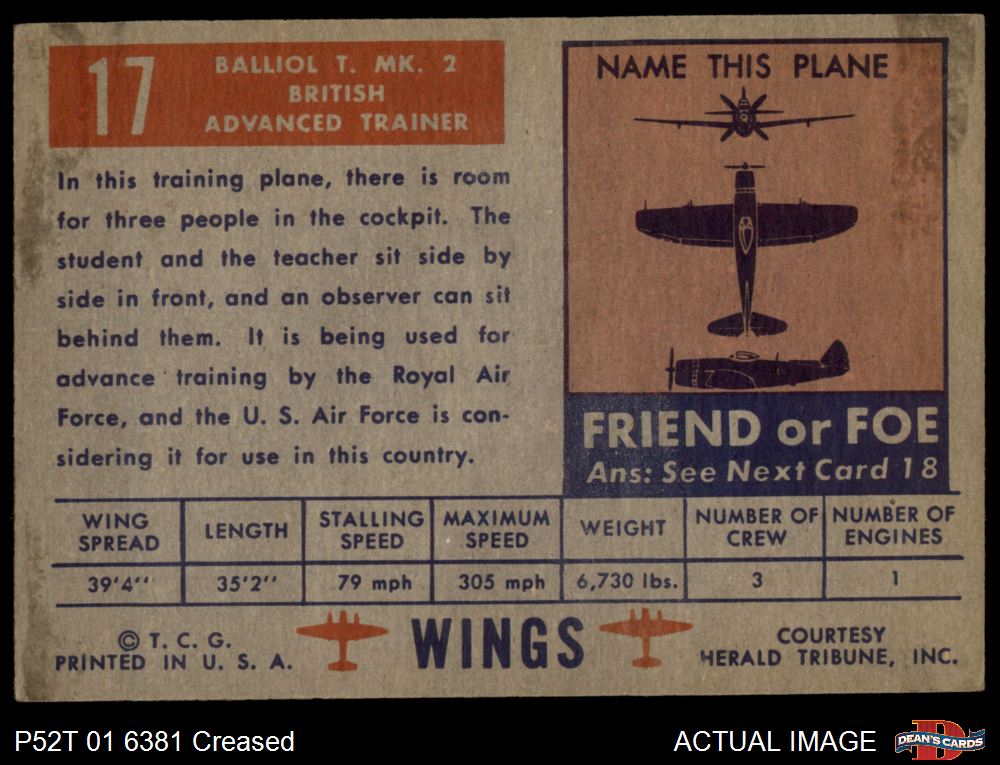 17
BALLIOL T. MK. 2
BRITISH
ADVANCED TRAINER
In this training plane, there is room
for three people in the cockpit. The
student and the teacher sit side by
side in front, and an observer can sit
behind them. It is being used for
advance training by the Royal Air
Force, and the U. S. Air Force is con-
sidering it for use in this country.
NAME THIS PLANE
FRIEND or FOE
Ans: See Next Card 18
WING SPREAD LENGTH STALLING SPEED MAXIMUM SPEED WEIGHT NUMBER OF CREW NUMBER OF ENGINES
39'4'' 35'2'' 79 mph 305 mph 6,730 lbs. 3 1
© T. C. G.
PRINTED IN U. S. A.
WINGS
COURTESY
HERALD TRIBUNE, INC.
P52T 01 6381 Creased
ACTUAL IMAGE
D
DEAN'S CARDS